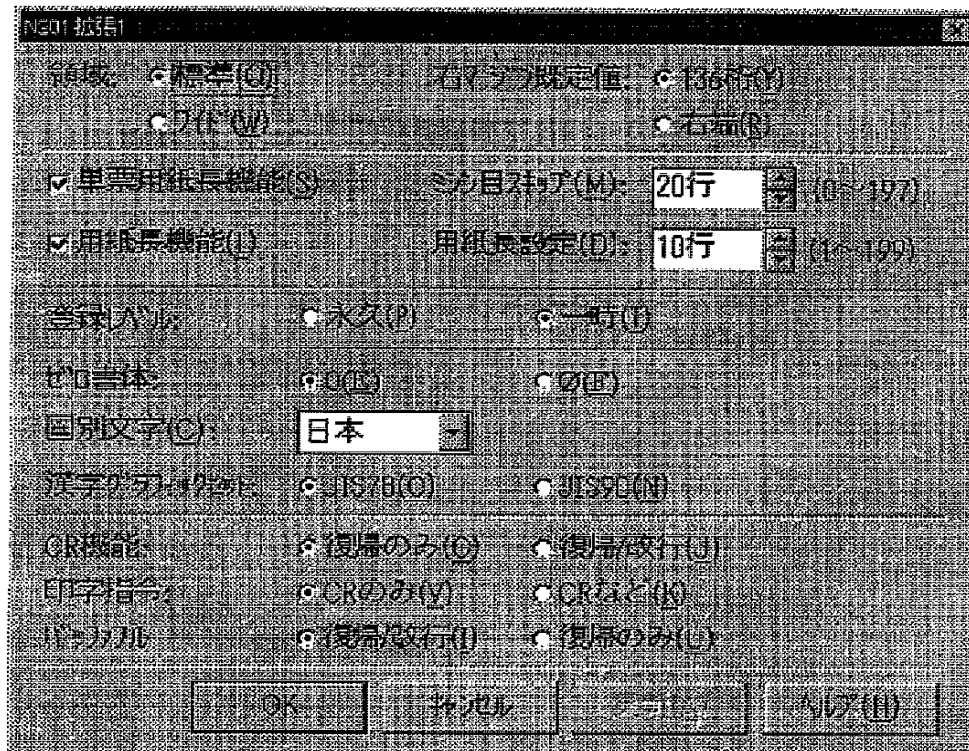 N201 拡張1
領域: 標準(G) 右マージン既定値: 136桁(Y)
ワイド(W) 右端(R)
単票用紙長機能(S) ミシン目スキップ(M): 20行 (0～197)
用紙長機能(L) 用紙長設定(D): 10行 (1～199)
登録レベル: 永久(P) 一時(T)
ゼロ書体: 0(E) Ø(F)
国別文字(C): 日本
漢字グラフィックセット: JIS78(O) JIS90(N)
CR機能: 復帰のみ(Q) 復帰/改行(J)
印字指令: CRのみ(V) CRなど(K)
バッファフル 復帰/改行(I) 復帰のみ(L)
OK キャンセル ヘルプ(H)